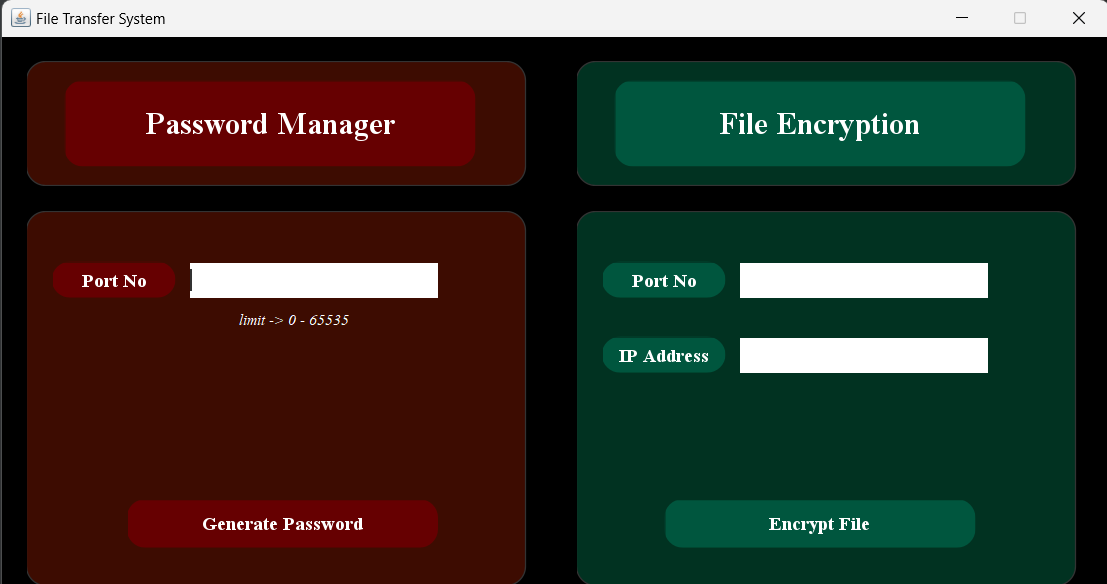 File Transfer System
Password Manager
Port No
limit -> 0 - 65535
Generate Password
File Encryption
Port No
IP Address
Encrypt File